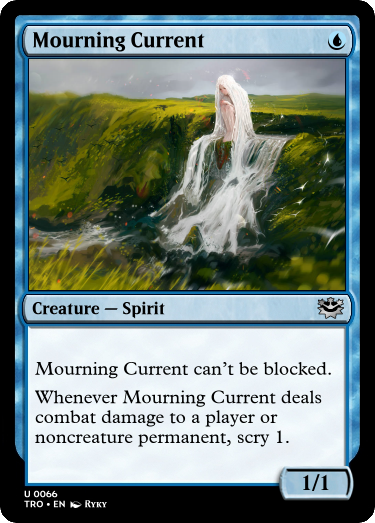 Mourning Current
Creature — Spirit
Mourning Current can't be blocked.
Whenever Mourning Current deals
combat damage to a player or
noncreature permanent, scry 1.
1/1
U 0066
TRO • EN Ryky